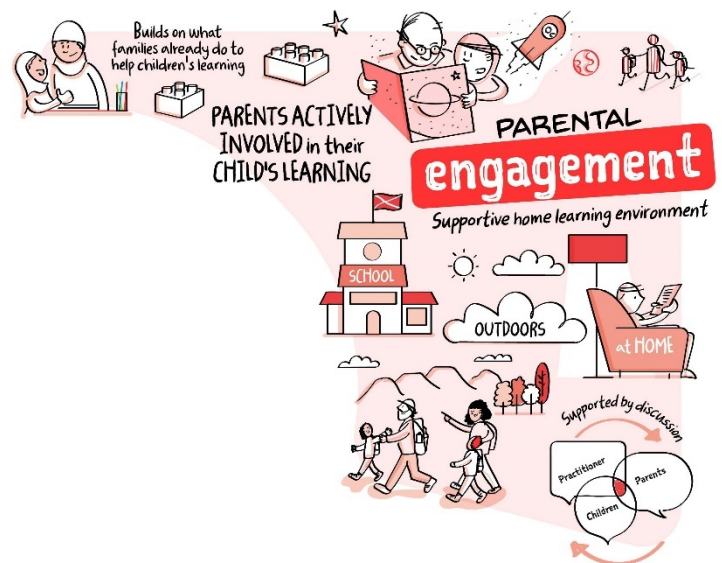 Builds on what
families already do to
help children's learning
PARENTS ACTIVELY
INVOLVED in their
CHILD'S LEARNING
PARENTAL
engagement
Supportive home learning environment
SCHOOL
OUTDOORS
at HOME
Supported by discussion
Practitioner
Parents
Children